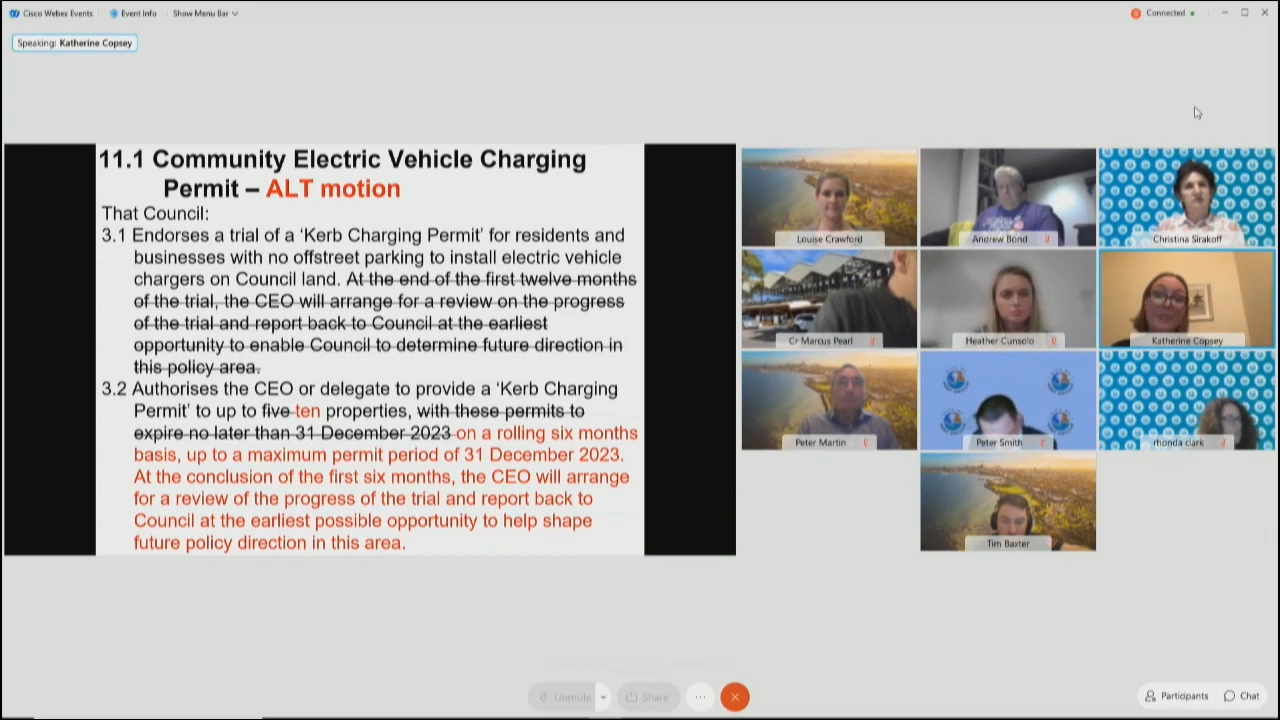 Cisco Webex Events
Event Info
Show Menu Bar
Connected
Speaking: Katherine Copsey
11.1 Community Electric Vehicle Charging
Permit – ALT motion
That Council:
3.1 Endorses a trial of a ‘Kerb Charging Permit’ for residents and
businesses with no offstreet parking to install electric vehicle
chargers on Council land. At the end of the first twelve months
of the trial, the CEO will arrange for a review on the progress
of the trial and report back to Council at the earliest
opportunity to enable Council to determine future direction in
this policy area.
3.2 Authorises the CEO or delegate to provide a ‘Kerb Charging
Permit’ to up to five ten properties, with these permits to
expire no later than 31 December 2023 on a rolling six months
basis, up to a maximum permit period of 31 December 2023.
At the conclusion of the first six months, the CEO will arrange
for a review of the progress of the trial and report back to
Council at the earliest possible opportunity to help shape
future policy direction in this area.
Louise Crawford
Andrew Bond
Christina Sirakoff
Cr Marcus Pearl
Heather Cunsolo
Katherine Copsey
Peter Martin
Peter Smith
rhonda clark
Tim Baxter
Unmute
Share
Participants
Chat